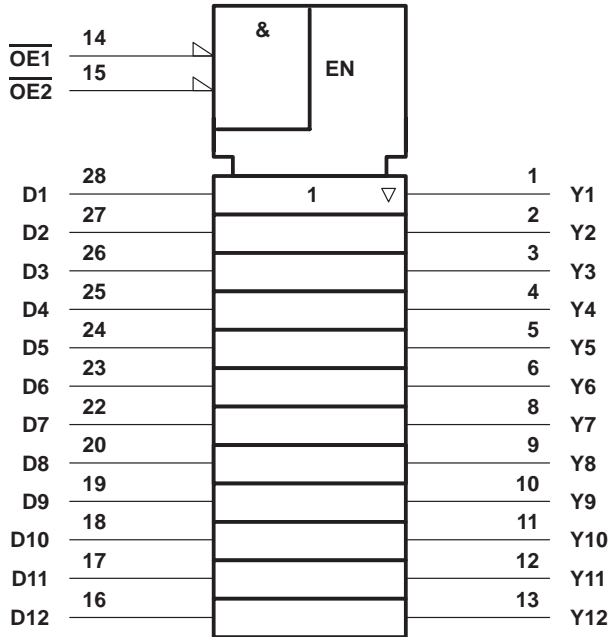 &
14
OE1
EN
15
OE2
28 1
D1 1 ▽ Y1
27 2
D2 Y2
26 3
D3 Y3
25 4
D4 Y4
24 5
D5 Y5
23 6
D6 Y6
22 8
D7 Y7
20 9
D8 Y8
19 10
D9 Y9
18 11
D10 Y10
17 12
D11 Y11
16 13
D12 Y12